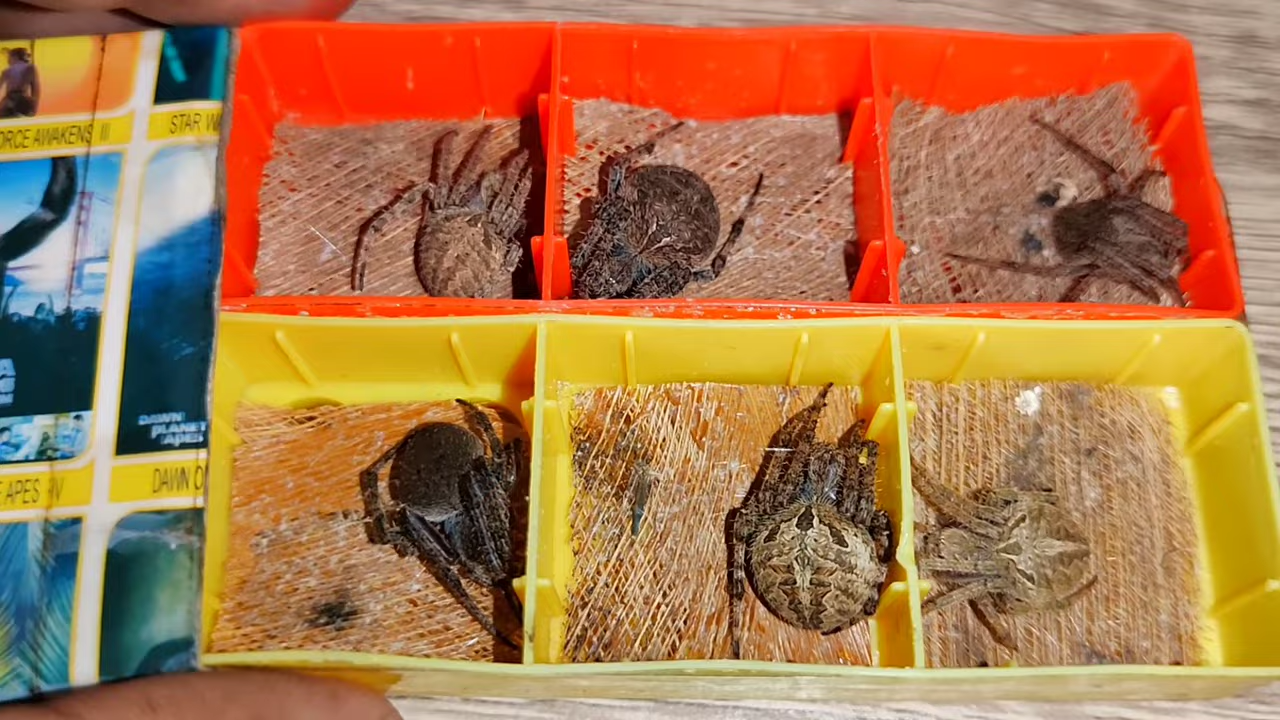 ORCE AWAKENS III
STAR W
DAWN
PLANET
APES
APES IV
DAWN O